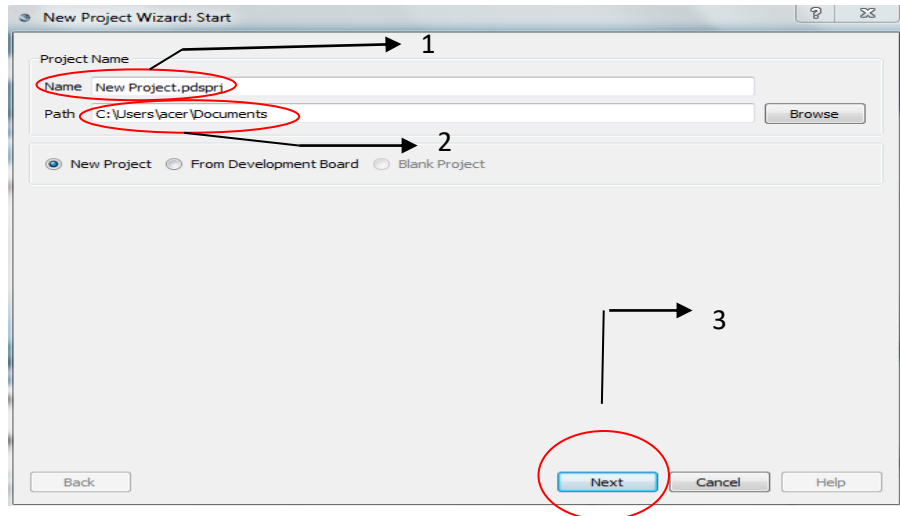 New Project Wizard: Start
1
Project Name
Name New Project.pdsprj
Path C:\Users\acer\Documents Browse
2
New Project From Development Board Blank Project
3
Back Next Cancel Help